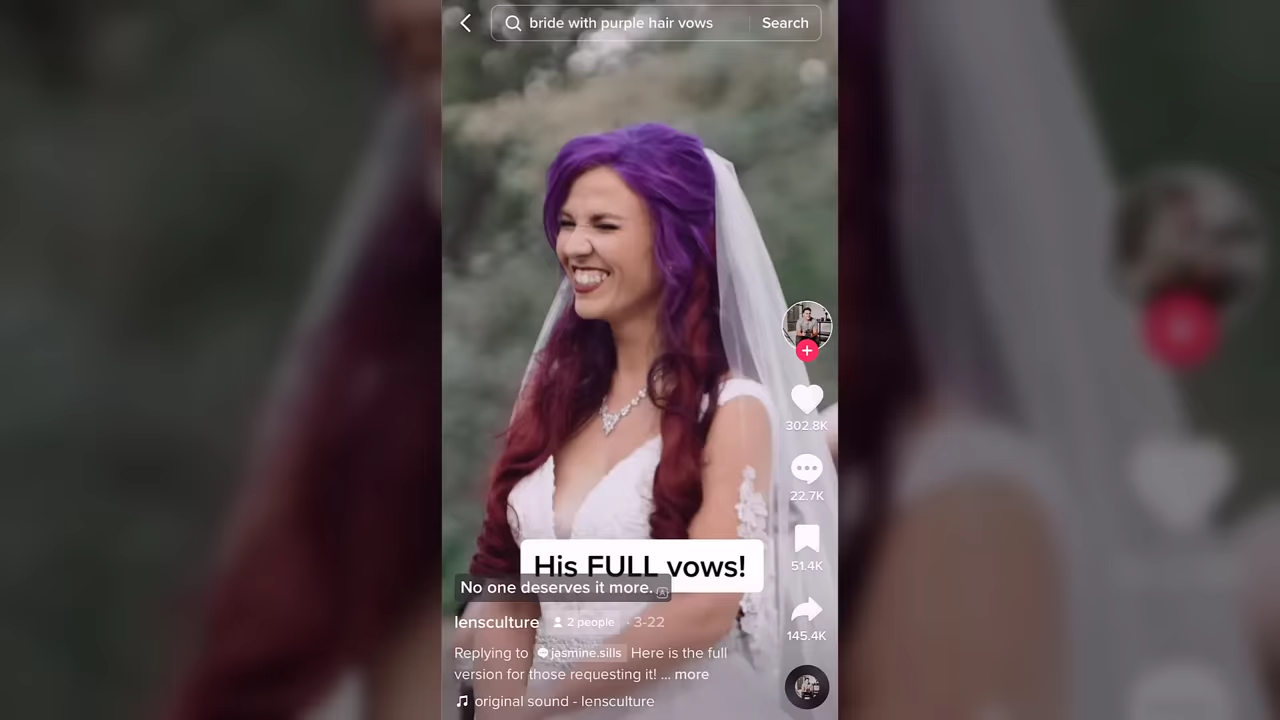 bride with purple hair vows Search
302.8K
22.7K
51.4K
145.4K
His FULL vows!
No one deserves it more.
lensculture 2 people · 3-22
Replying to jasmine.sills Here is the full
version for those requesting it! ... more
original sound - lensculture